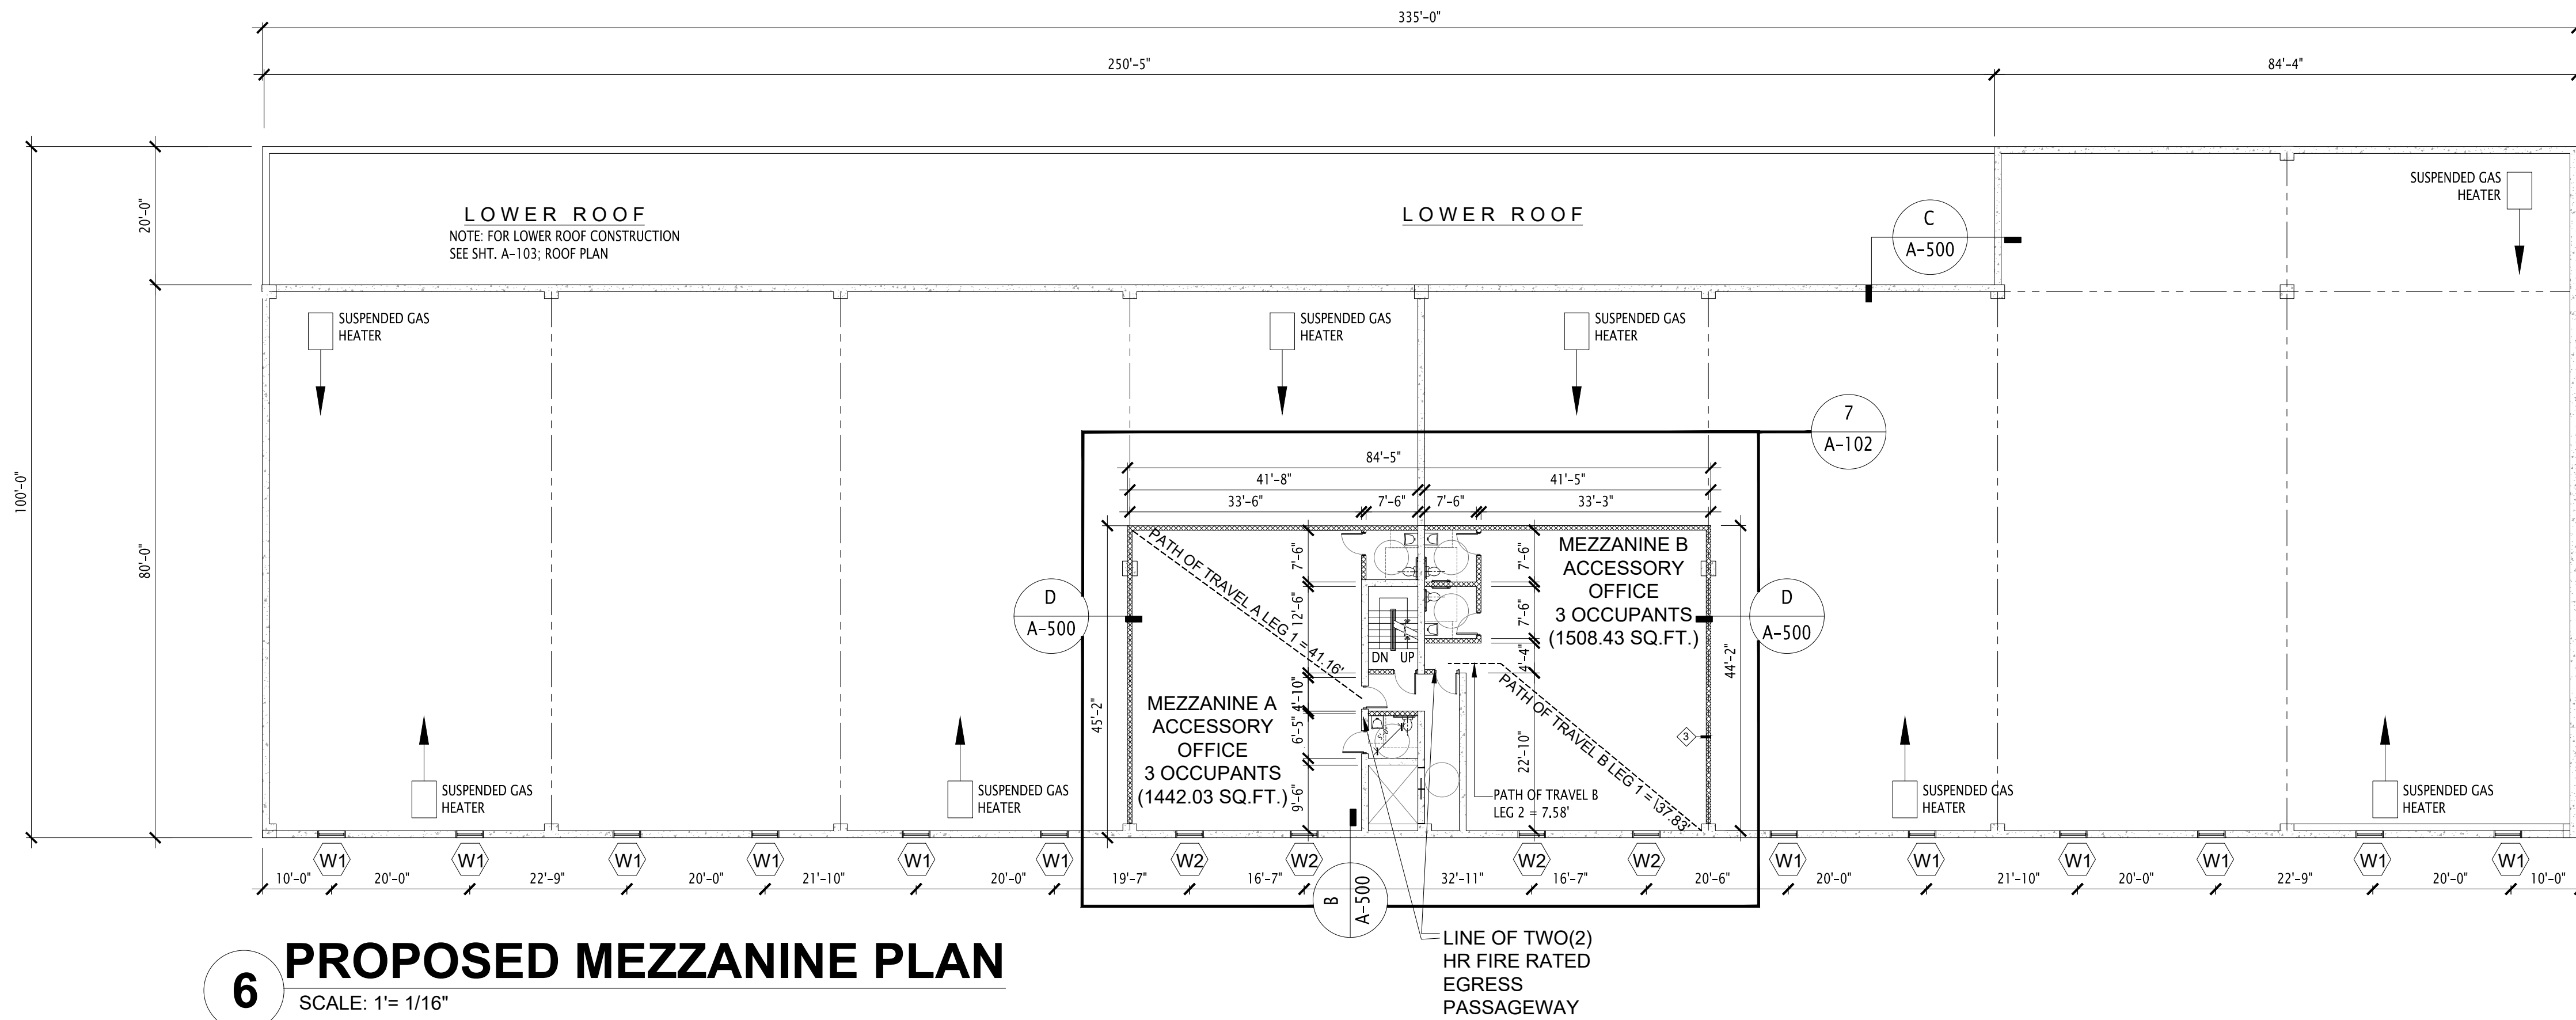 335'-0"
250'-5"
84'-4"
100'-0"
20'-0"
80'-0"
LOWER ROOF
NOTE: FOR LOWER ROOF CONSTRUCTION
SEE SHT. A-103; ROOF PLAN
LOWER ROOF
C
A-500
SUSPENDED GAS
HEATER
SUSPENDED GAS
HEATER
SUSPENDED GAS
HEATER
SUSPENDED GAS
HEATER
7
A-102
84'-5"
41'-8"
41'-5"
33'-6"
7'-6"
7'-6"
33'-3"
PATH OF TRAVEL A LEG 1 = 41.16'
7'-6"
12'-6"
4'-10"
6'-5"
9'-6"
7'-6"
7'-6"
4'-4"
22'-10"
MEZZANINE B
ACCESSORY
OFFICE
3 OCCUPANTS
(1508.43 SQ.FT.)
D
A-500
D
A-500
45'-2"
44'-2"
DN UP
MEZZANINE A
ACCESSORY
OFFICE
3 OCCUPANTS
(1442.03 SQ.FT.)
PATH OF TRAVEL B LEG 1 = 137.83'
3
PATH OF TRAVEL B
LEG 2 = 7.58'
SUSPENDED GAS
HEATER
SUSPENDED GAS
HEATER
SUSPENDED GAS
HEATER
SUSPENDED GAS
HEATER
W1 W1 W1 W1 W1 W1 W2 W2 W2 W2 W1 W1 W1 W1 W1 W1
10'-0" 20'-0" 22'-9" 20'-0" 21'-10" 20'-0" 19'-7" 16'-7" 32'-11" 16'-7" 20'-6" 20'-0" 21'-10" 20'-0" 22'-9" 20'-0" 10'-0"
B
A-500
LINE OF TWO(2)
HR FIRE RATED
EGRESS
PASSAGEWAY
6
PROPOSED MEZZANINE PLAN
SCALE: 1'= 1/16"